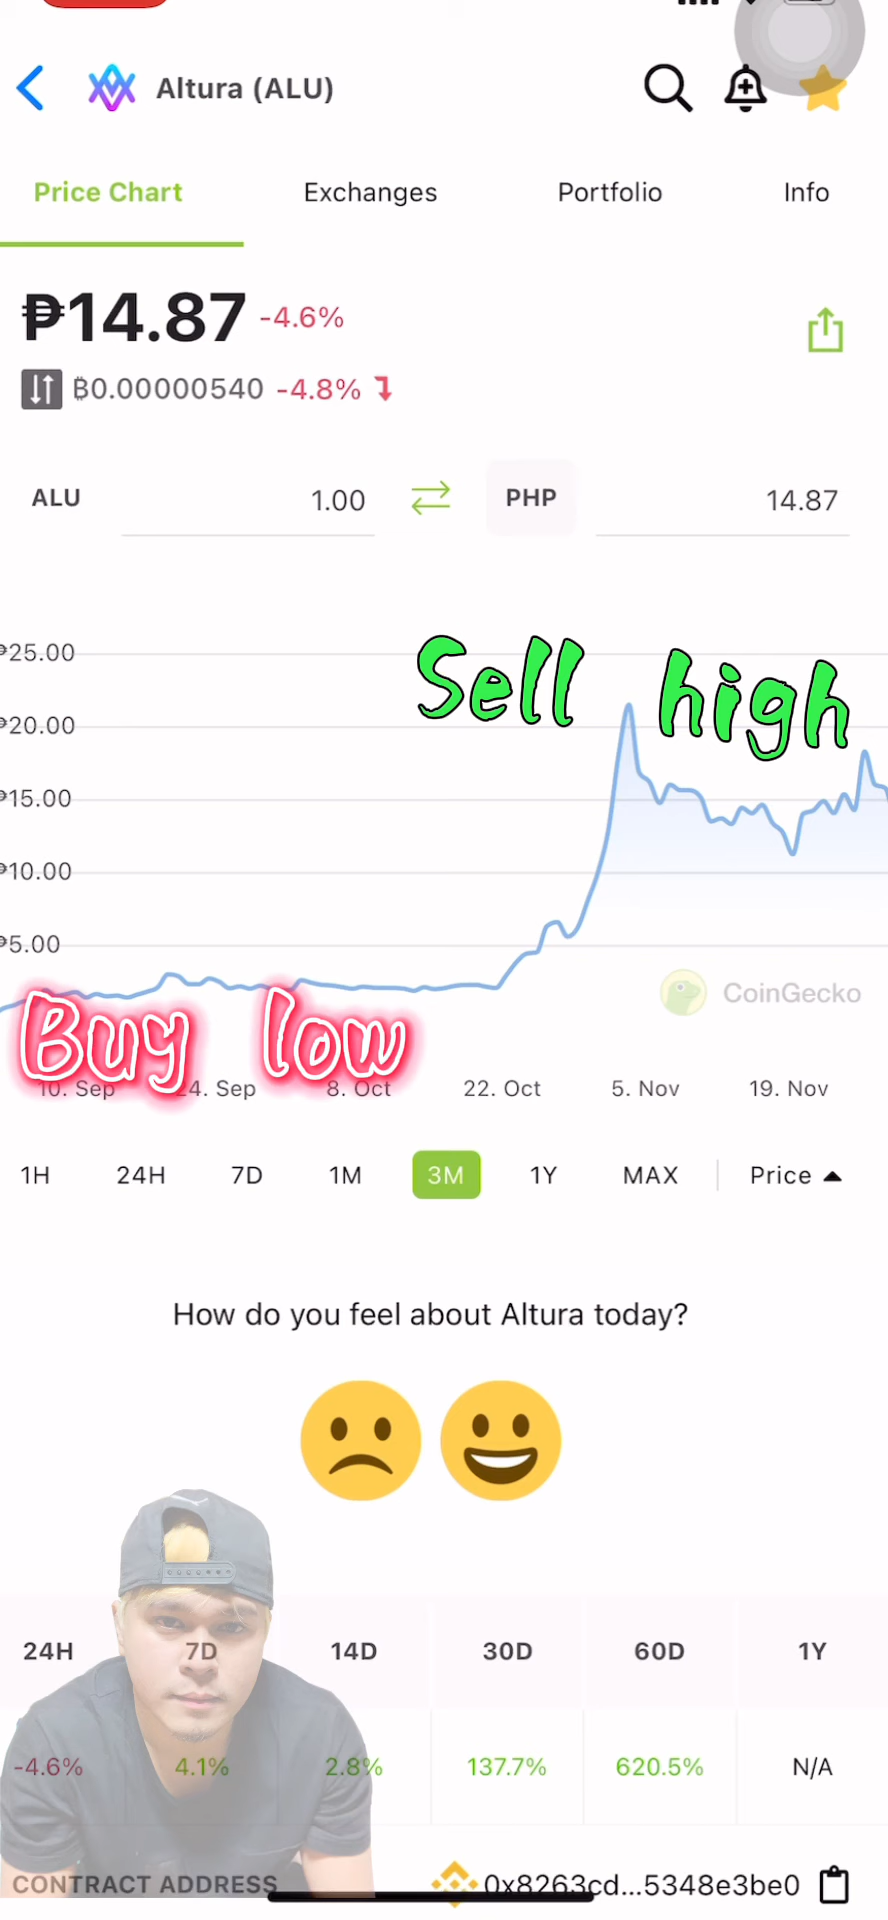 Altura (ALU)
Price Chart Exchanges Portfolio Info
₱14.87 -4.6%
₿0.00000540 -4.8%
ALU 1.00 PHP 14.87
Sell high
₱25.00
₱20.00
₱15.00
₱10.00
₱5.00
CoinGecko
Buy low
10. Sep 24. Sep 8. Oct 22. Oct 5. Nov 19. Nov
1H 24H 7D 1M 3M 1Y MAX Price
How do you feel about Altura today?
24H 7D 14D 30D 60D 1Y
-4.6% 4.1% 2.8% 137.7% 620.5% N/A
CONTRACT ADDRESS 0x8263cd...5348e3be0